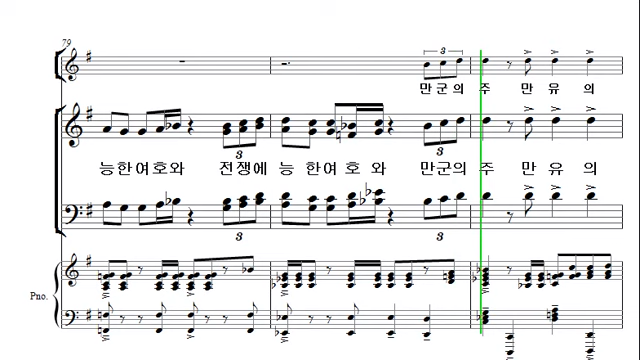 79
만군의 주 만 유 의
3
3 3
능한여호와 전쟁에 능 한여호 와 만군의 주 만 유 의
3 3
Pno.